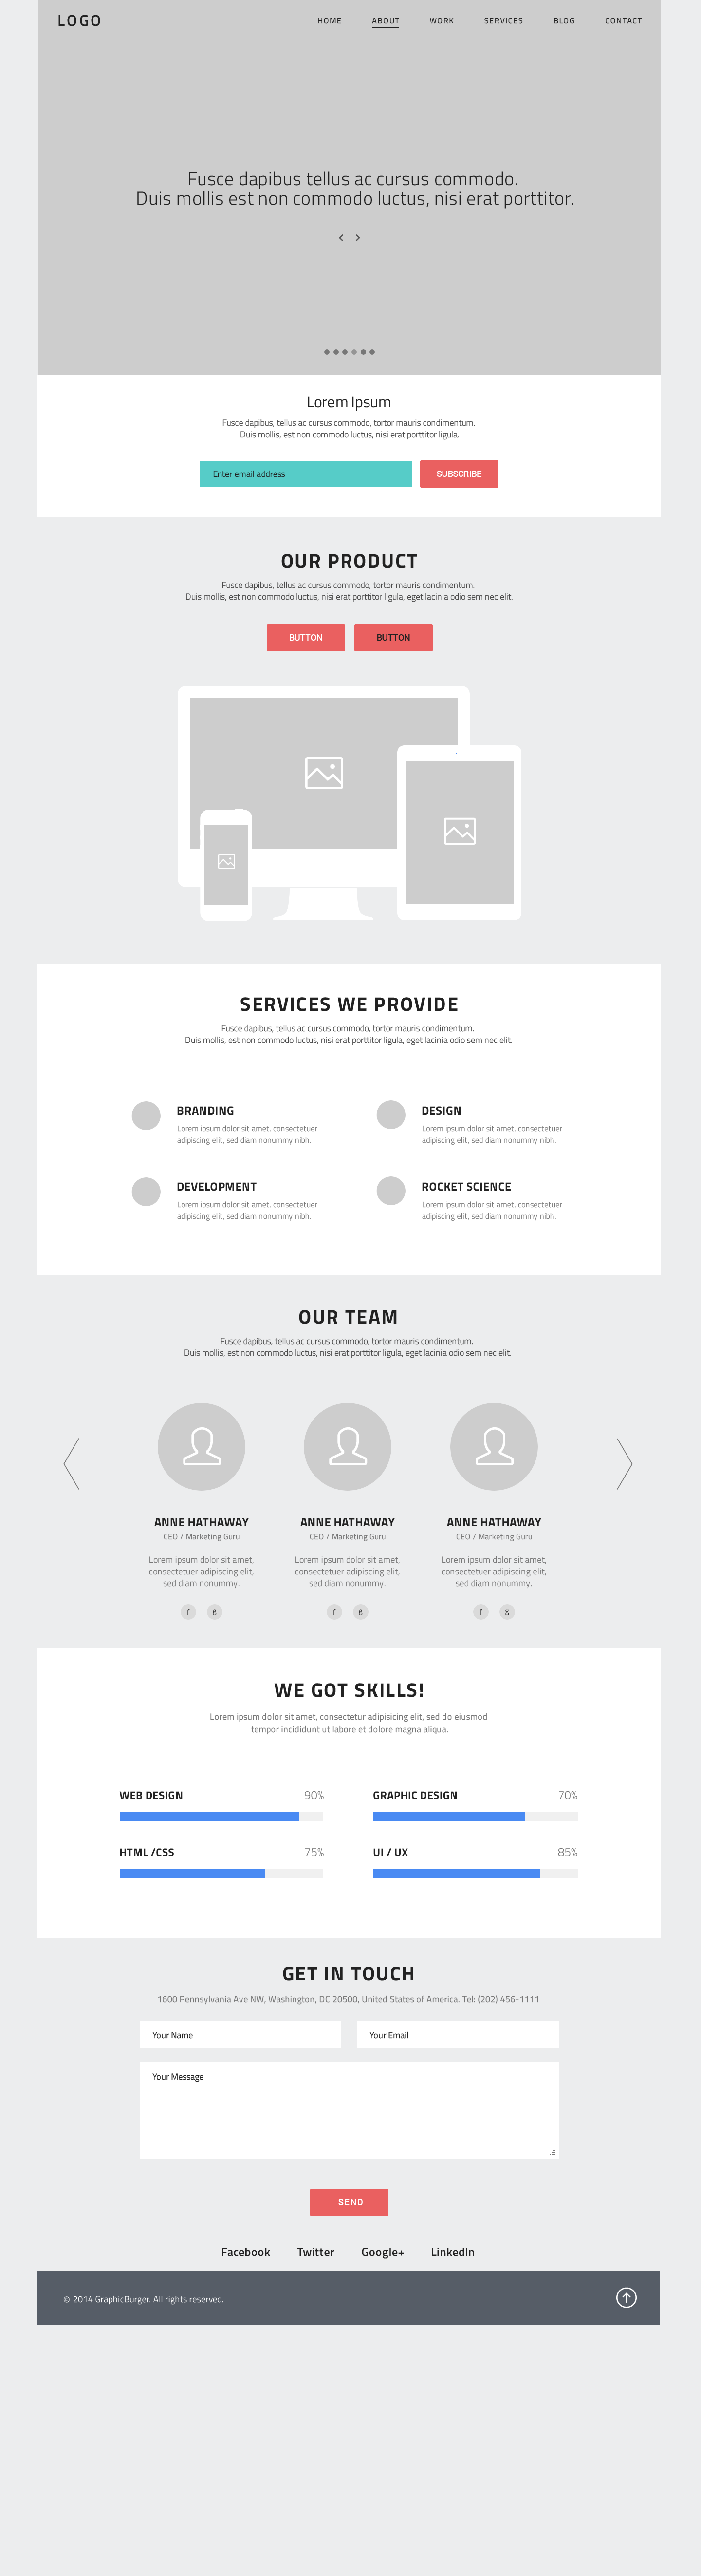 LOGO
HOME ABOUT WORK SERVICES BLOG CONTACT
Fusce dapibus tellus ac cursus commodo.
Duis mollis est non commodo luctus, nisi erat porttitor.
Lorem Ipsum
Fusce dapibus, tellus ac cursus commodo, tortor mauris condimentum.
Duis mollis, est non commodo luctus, nisi erat porttitor ligula.
Enter email address SUBSCRIBE
OUR PRODUCT
Fusce dapibus, tellus ac cursus commodo, tortor mauris condimentum.
Duis mollis, est non commodo luctus, nisi erat porttitor ligula, eget lacinia odio sem nec elit.
BUTTON BUTTON
SERVICES WE PROVIDE
Fusce dapibus, tellus ac cursus commodo, tortor mauris condimentum.
Duis mollis, est non commodo luctus, nisi erat porttitor ligula, eget lacinia odio sem nec elit.
BRANDING
Lorem ipsum dolor sit amet, consectetuer
adipiscing elit, sed diam nonummy nibh.
DESIGN
Lorem ipsum dolor sit amet, consectetuer
adipiscing elit, sed diam nonummy nibh.
DEVELOPMENT
Lorem ipsum dolor sit amet, consectetuer
adipiscing elit, sed diam nonummy nibh.
ROCKET SCIENCE
Lorem ipsum dolor sit amet, consectetuer
adipiscing elit, sed diam nonummy nibh.
OUR TEAM
Fusce dapibus, tellus ac cursus commodo, tortor mauris condimentum.
Duis mollis, est non commodo luctus, nisi erat porttitor ligula, eget lacinia odio sem nec elit.
ANNE HATHAWAY
CEO / Marketing Guru
Lorem ipsum dolor sit amet,
consectetuer adipiscing elit,
sed diam nonummy.
f g
ANNE HATHAWAY
CEO / Marketing Guru
Lorem ipsum dolor sit amet,
consectetuer adipiscing elit,
sed diam nonummy.
f g
ANNE HATHAWAY
CEO / Marketing Guru
Lorem ipsum dolor sit amet,
consectetuer adipiscing elit,
sed diam nonummy.
f g
WE GOT SKILLS!
Lorem ipsum dolor sit amet, consectetur adipisicing elit, sed do eiusmod
tempor incididunt ut labore et dolore magna aliqua.
WEB DESIGN 90%
GRAPHIC DESIGN 70%
HTML /CSS 75%
UI / UX 85%
GET IN TOUCH
1600 Pennsylvania Ave NW, Washington, DC 20500, United States of America. Tel: (202) 456-1111
Your Name Your Email
Your Message
SEND
Facebook Twitter Google+ LinkedIn
© 2014 GraphicBurger. All rights reserved.